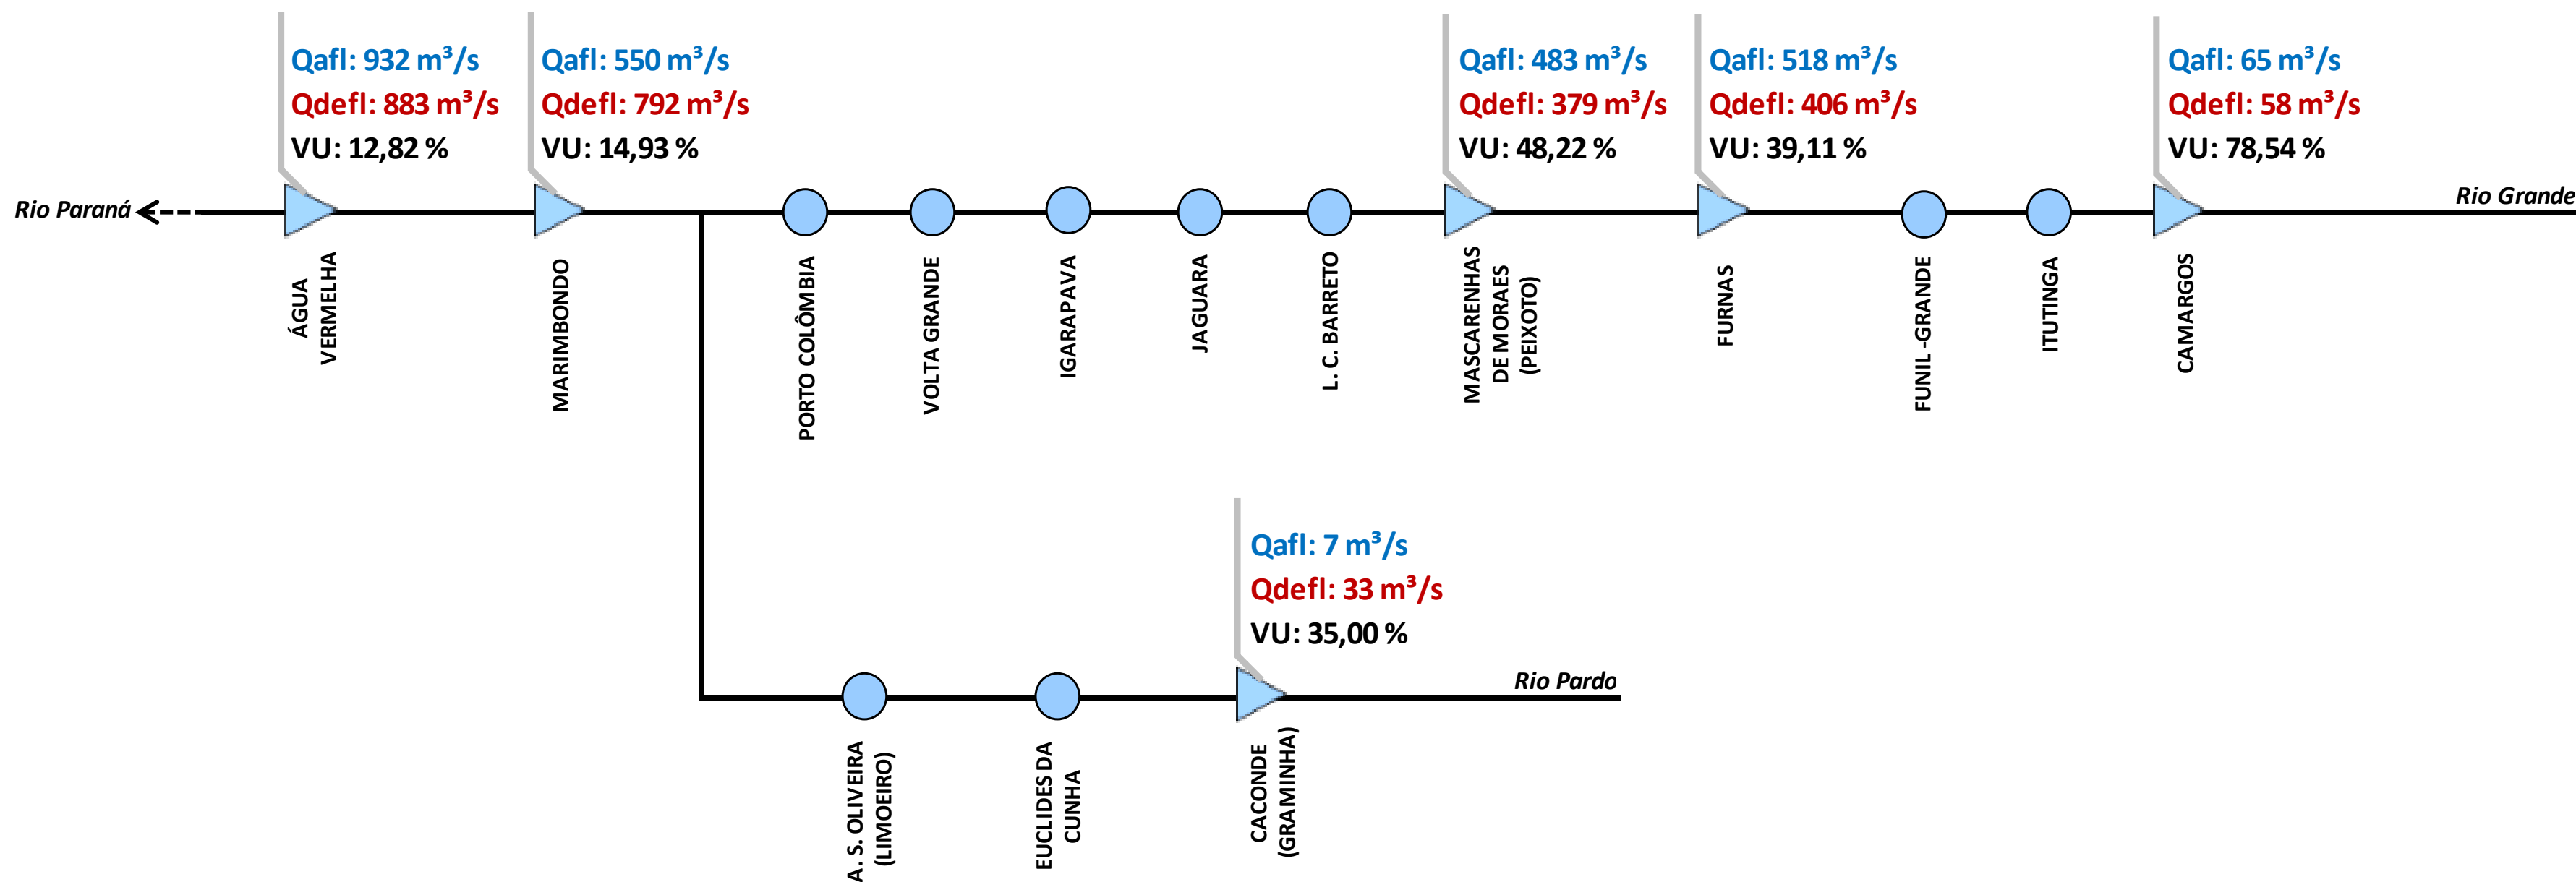 Qafl: 932 m³/s
Qdefl: 883 m³/s
VU: 12,82 %
Qafl: 550 m³/s
Qdefl: 792 m³/s
VU: 14,93 %
Qafl: 483 m³/s
Qdefl: 379 m³/s
VU: 48,22 %
Qafl: 518 m³/s
Qdefl: 406 m³/s
VU: 39,11 %
Qafl: 65 m³/s
Qdefl: 58 m³/s
VU: 78,54 %
Rio Paraná
Rio Grande
ÁGUA
VERMELHA
MARIMBONDO
PORTO COLÔMBIA
VOLTA GRANDE
IGARAPAVA
JAGUARA
L. C. BARRETO
MASCARENHAS
DE MORAES
(PEIXOTO)
FURNAS
FUNIL -GRANDE
ITUTINGA
CAMARGOS
Qafl: 7 m³/s
Qdefl: 33 m³/s
VU: 35,00 %
Rio Pardo
A. S. OLIVEIRA
(LIMOEIRO)
EUCLIDES DA
CUNHA
CACONDE
(GRAMINHA)